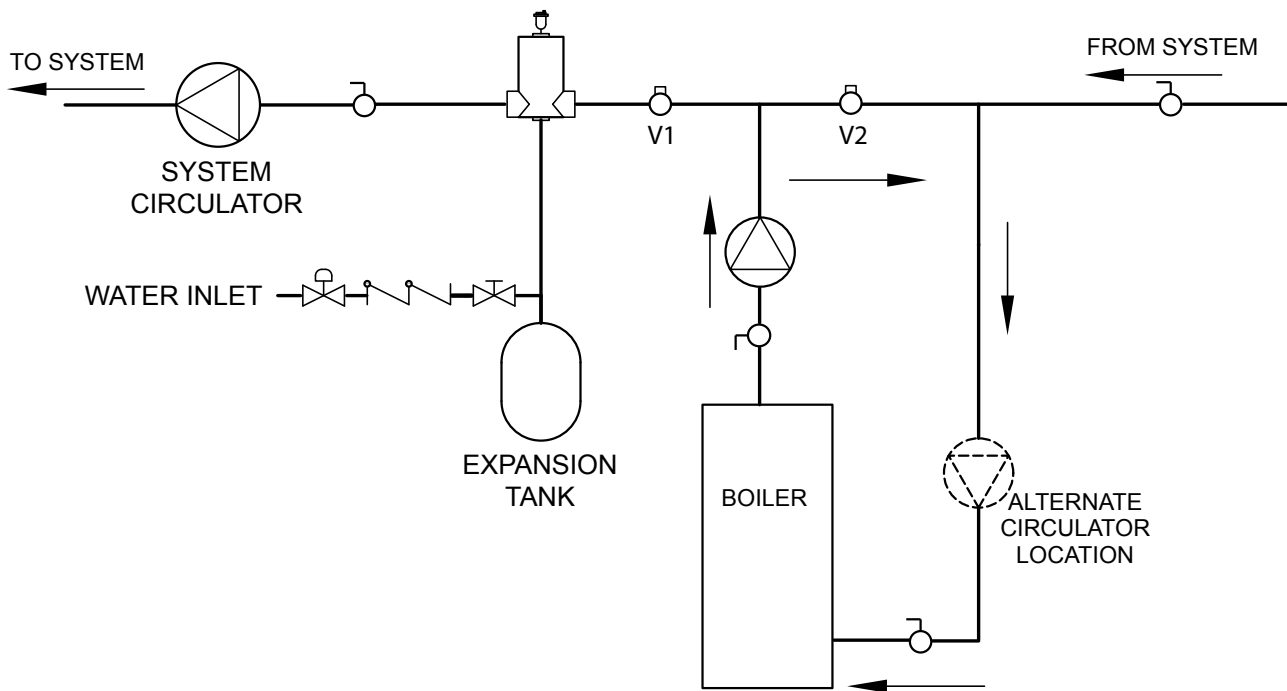 TO SYSTEM
FROM SYSTEM
V1
V2
SYSTEM
CIRCULATOR
WATER INLET
EXPANSION
TANK
BOILER
ALTERNATE
CIRCULATOR
LOCATION